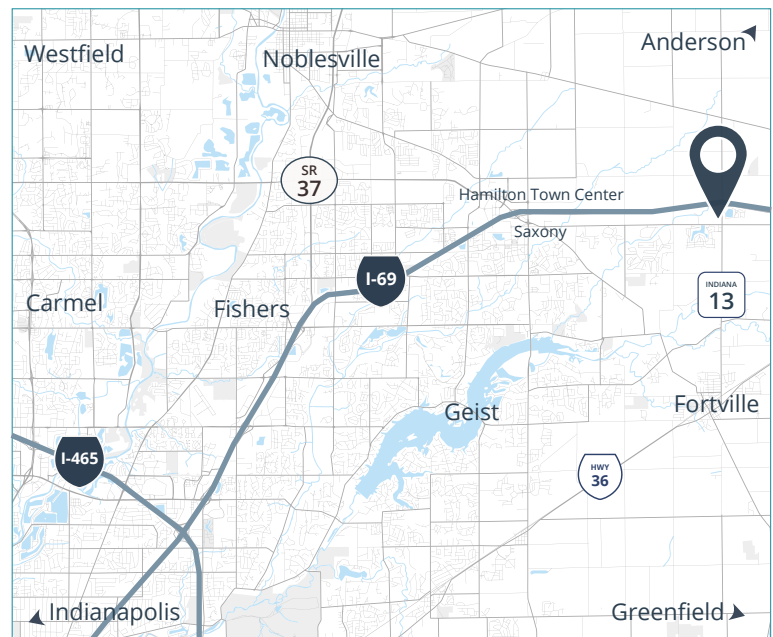 Westfield
Noblesville
Anderson
SR
37
Hamilton Town Center
Saxony
I-69
INDIANA
13
Carmel
Fishers
Geist
Fortville
I-465
HWY
36
Indianapolis
Greenfield